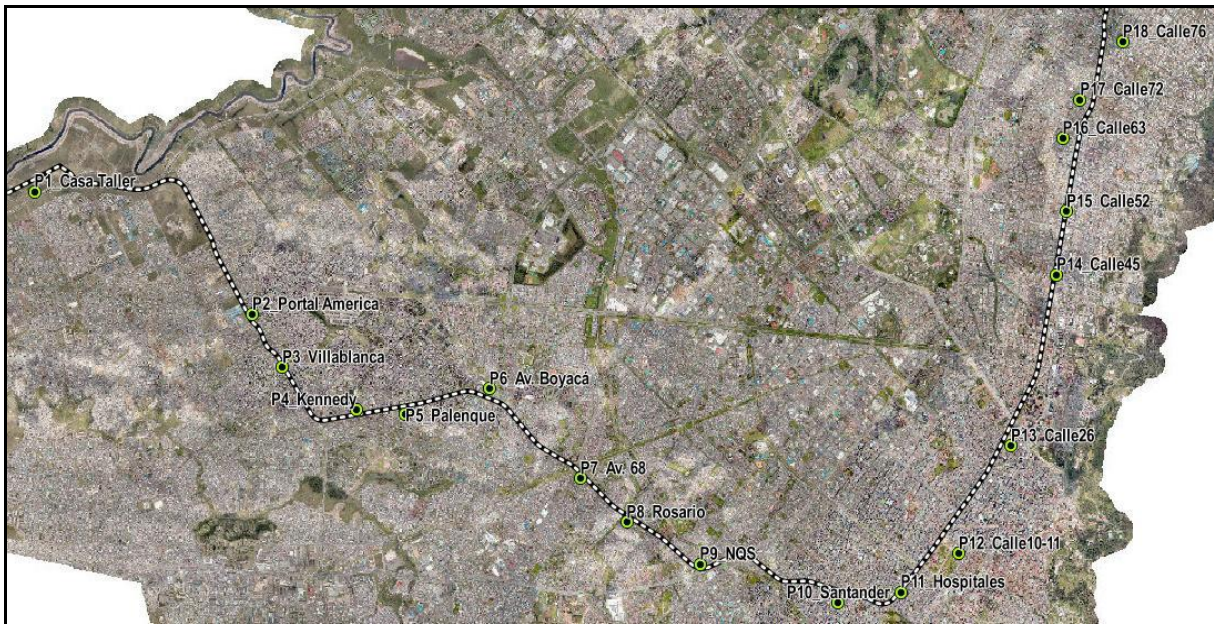 P18_Calle76
P17_Calle72
P16_Calle63
P1_Casa-Taller
P15_Calle52
P14_Calle45
P2_Portal America
P3_Villablanca
P6_Av. Boyacá
P4_Kennedy
P5_Palenque
P13_Calle26
P7_Av. 68
P8_Rosario
P12_Calle10-11
P9_NQS
P11_Hospitales
P10_Santander